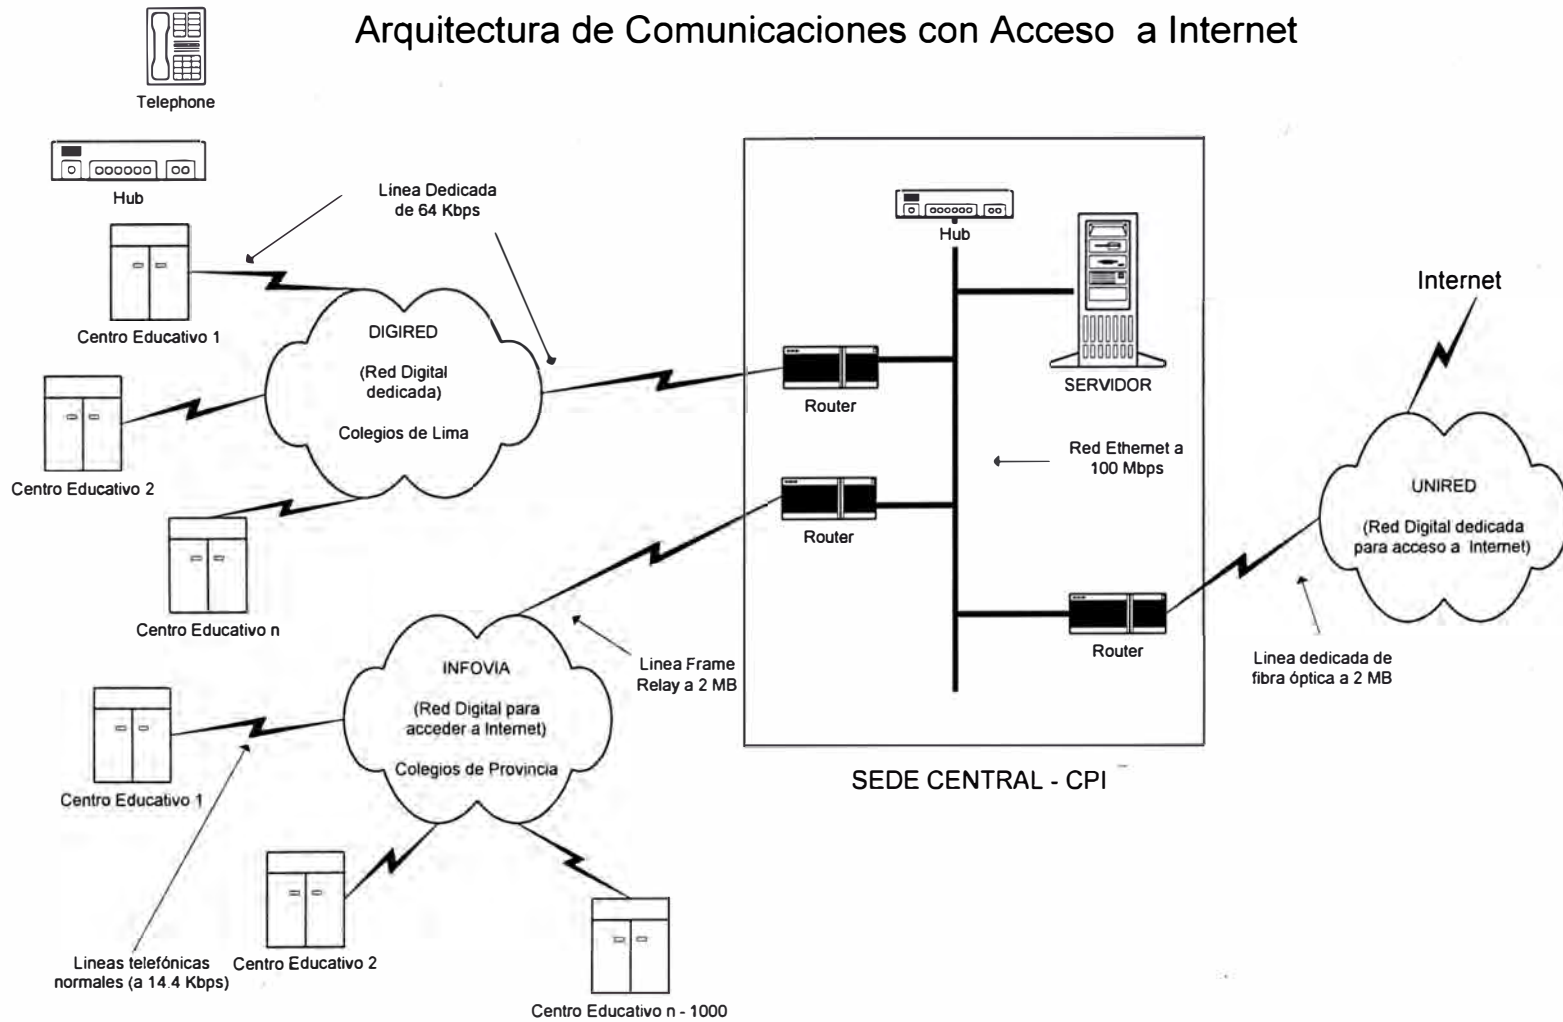 Arquitectura de Comunicaciones con Acceso a Internet
Telephone
Hub
Linea Dedicada
de 64 Kbps
Centro Educativo 1
DIGIRED
(Red Digital
dedicada)
Colegios de Lima
Centro Educativo 2
Centro Educativo n
Hub
SERVIDOR
Router
Red Ethernet a
100 Mbps
Router
Router
Internet
UNIRED
(Red Digital dedicada
para acceso a Internet)
Linea dedicada de
fibra óptica a 2 MB
Linea Frame
Relay a 2 MB
INFOVIA
(Red Digital para
acceder a Internet)
Colegios de Provincia
SEDE CENTRAL - CPI
Centro Educativo 1
Lineas telefónicas
normales (a 14.4 Kbps)
Centro Educativo 2
Centro Educativo n - 1000